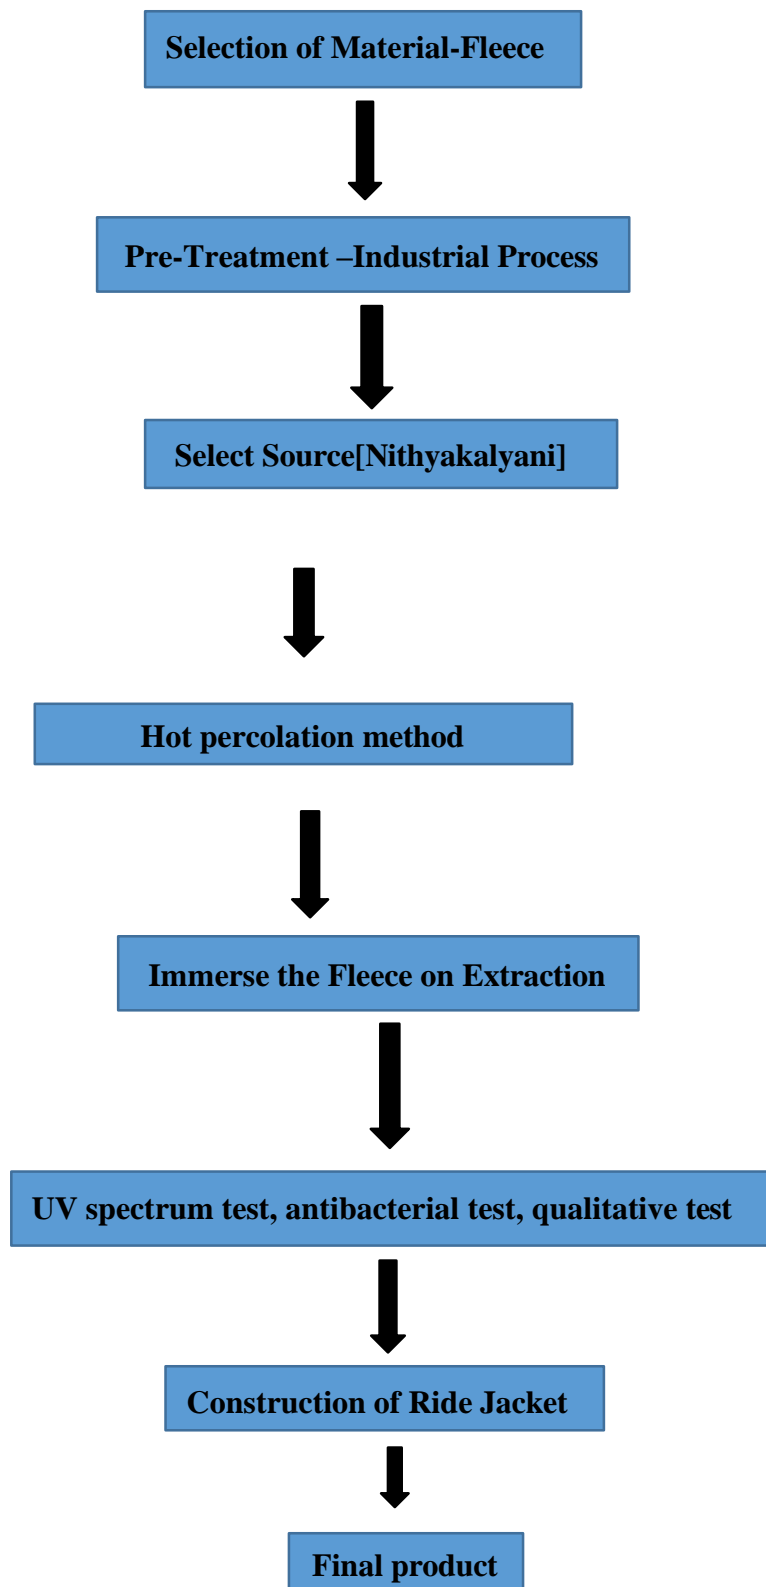 Selection of Material-Fleece
Pre-Treatment –Industrial Process
Select Source[Nithyakalyani]
Hot percolation method
Immerse the Fleece on Extraction
UV spectrum test, antibacterial test, qualitative test
Construction of Ride Jacket
Final product